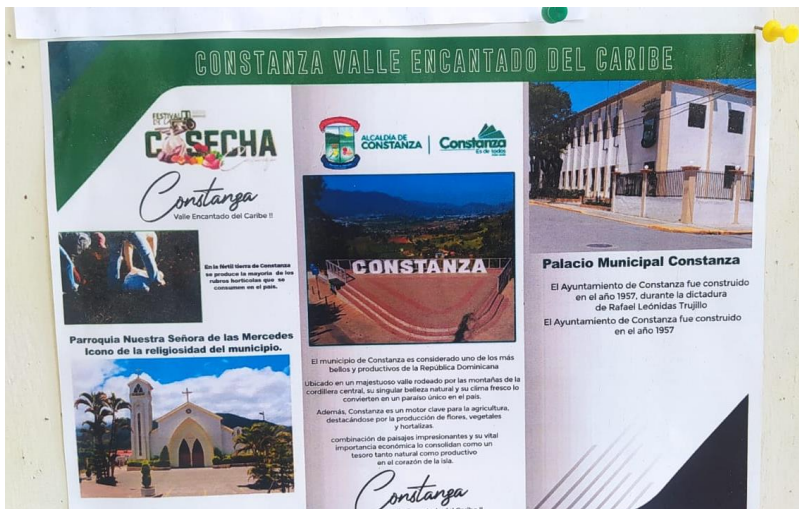 CONSTANZA VALLE ENCANTADO DEL CARIBE
FESTIVAL
DE LA
COSECHA
Constanza
Valle Encantado del Caribe !!
En la fértil tierra de Constanza
se produce la mayoría de los
rubros hortícolas que se
consumen en el país.
Parroquia Nuestra Señora de las Mercedes
Icono de la religiosidad del municipio.
ALCALDÍA DE
CONSTANZA
Constanza
Es de todos
CONSTANZA
El municipio de Constanza es considerado uno de los más
bellos y productivos de la República Dominicana
Ubicado en un majestuoso valle rodeado por las montañas de la
cordillera central, su singular belleza natural y su clima fresco lo
convierten en un paraíso único en el país.
Además, Constanza es un motor clave para la agricultura,
destacándose por la producción de flores, vegetales
y hortalizas.
combinación de paisajes impresionantes y su vital
importancia económica lo consolidan como un
tesoro tanto natural como productivo
en el corazón de la isla.
Constanza
Palacio Municipal Constanza
El Ayuntamiento de Constanza fue construido
en el año 1957, durante la dictadura
de Rafael Leónidas Trujillo
El Ayuntamiento de Constanza fue construido
en el año 1957